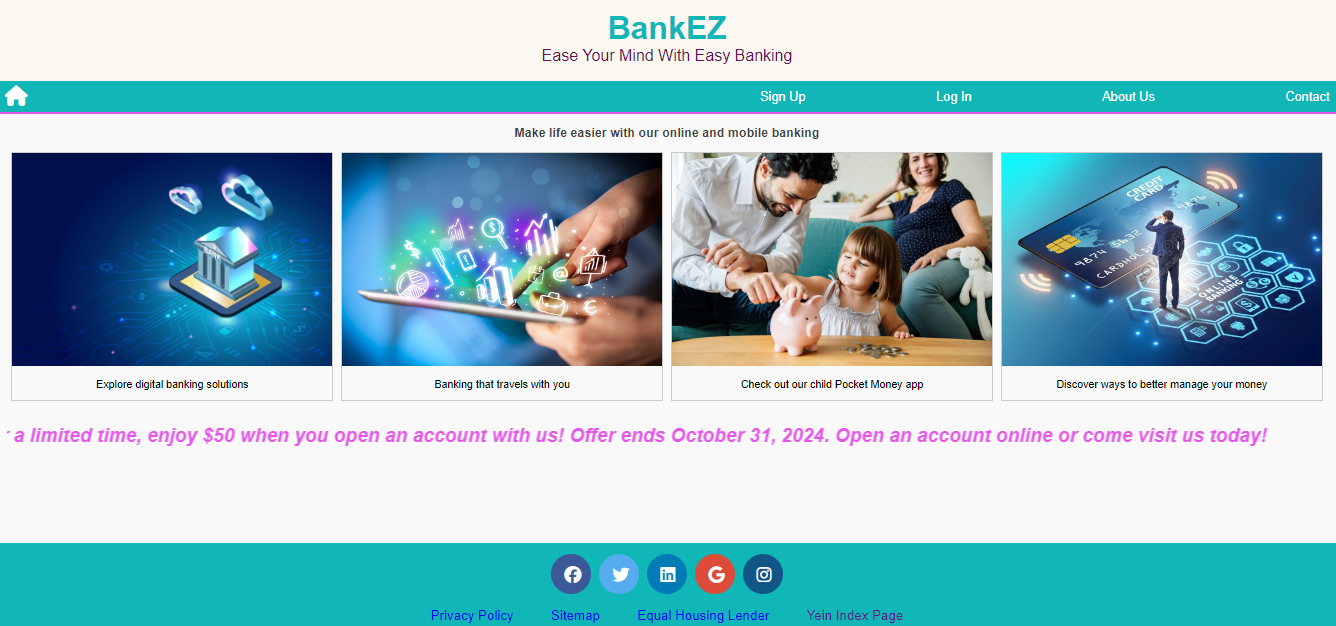 BankEZ
Ease Your Mind With Easy Banking
Sign Up Log In About Us Contact
Make life easier with our online and mobile banking
BANK
CREDIT CARD
9874 5632
CARDHOLDER
ONLINE BANKING
Explore digital banking solutions
Banking that travels with you
Check out our child Pocket Money app
Discover ways to better manage your money
a limited time, enjoy $50 when you open an account with us! Offer ends October 31, 2024. Open an account online or come visit us today!
Privacy Policy Sitemap Equal Housing Lender Yein Index Page